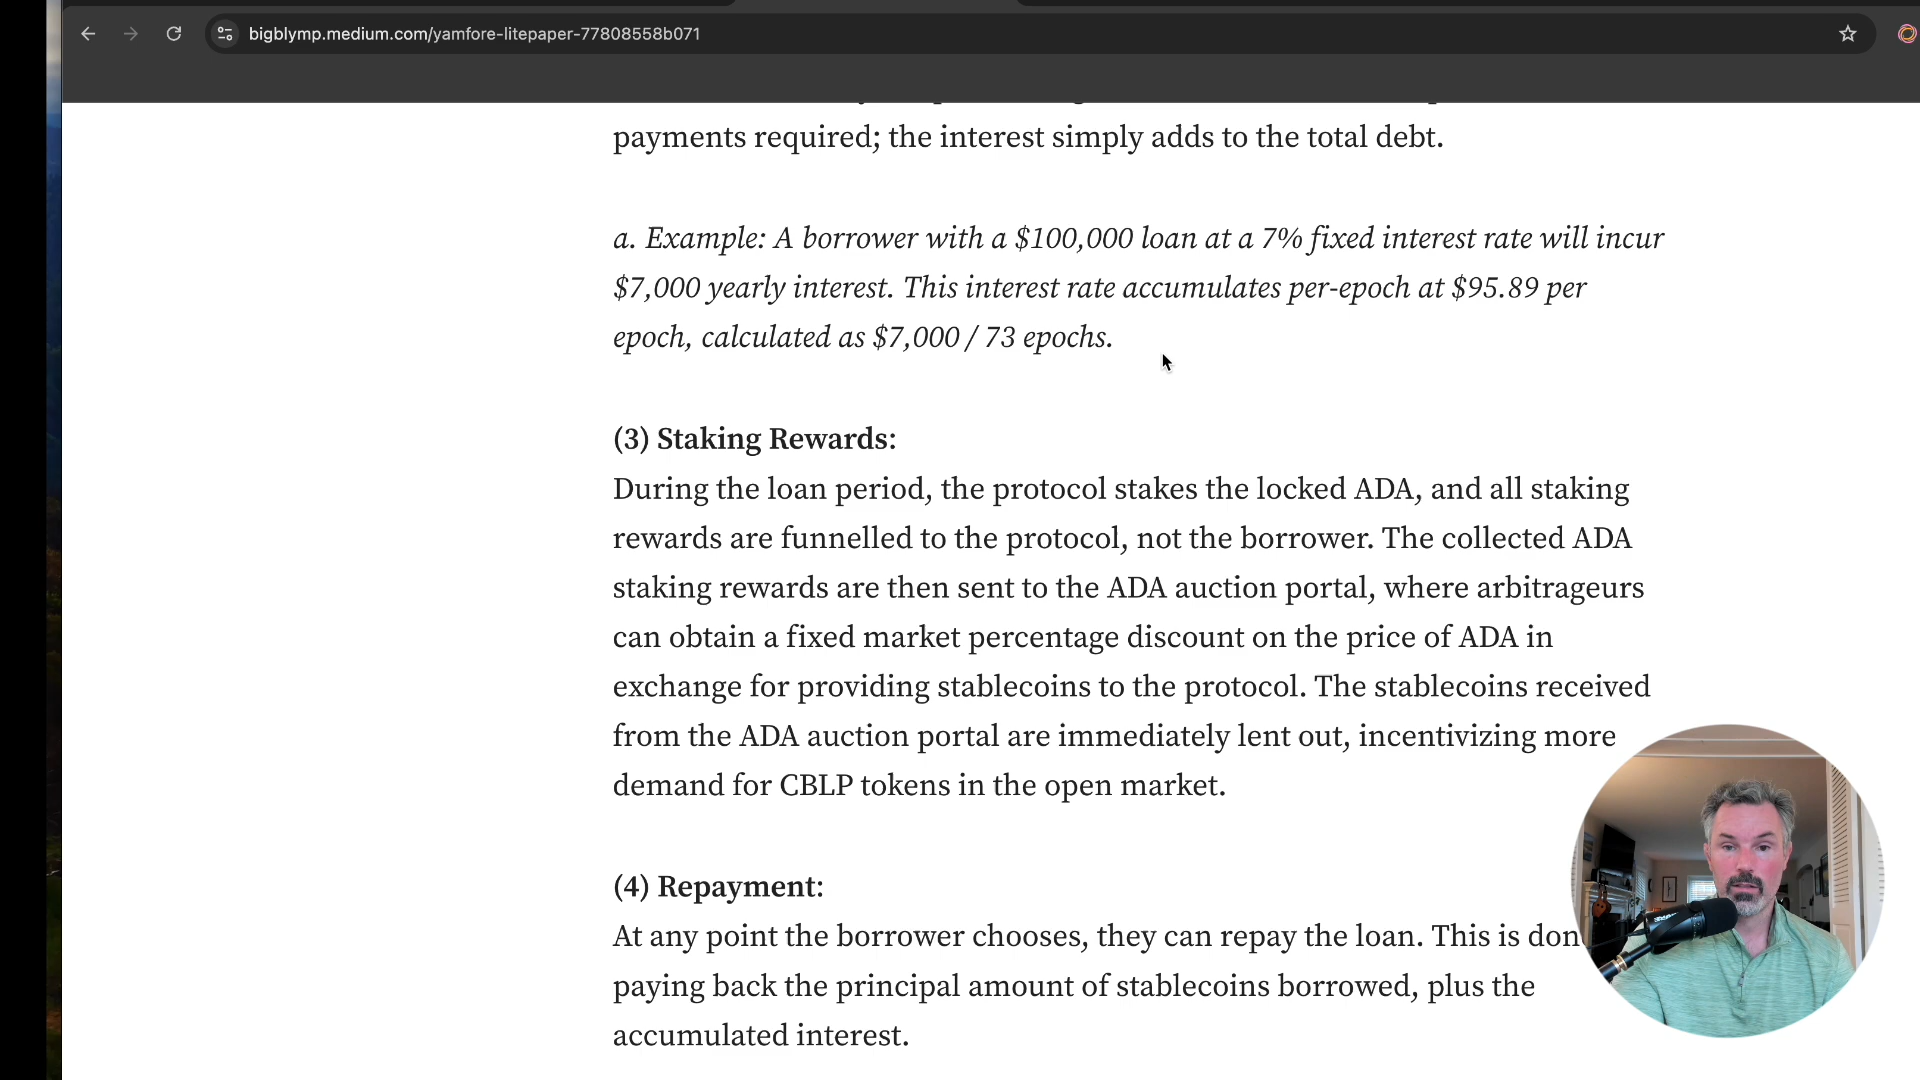 bigblymp.medium.com/yamfore-litepaper-77808558b071
payments required; the interest simply adds to the total debt.
a. Example: A borrower with a $100,000 loan at a 7% fixed interest rate will incur
$7,000 yearly interest. This interest rate accumulates per-epoch at $95.89 per
epoch, calculated as $7,000 / 73 epochs.
(3) Staking Rewards:
During the loan period, the protocol stakes the locked ADA, and all staking
rewards are funnelled to the protocol, not the borrower. The collected ADA
staking rewards are then sent to the ADA auction portal, where arbitrageurs
can obtain a fixed market percentage discount on the price of ADA in
exchange for providing stablecoins to the protocol. The stablecoins received
from the ADA auction portal are immediately lent out, incentivizing more
demand for CBLP tokens in the open market.
(4) Repayment:
At any point the borrower chooses, they can repay the loan. This is don
paying back the principal amount of stablecoins borrowed, plus the
accumulated interest.